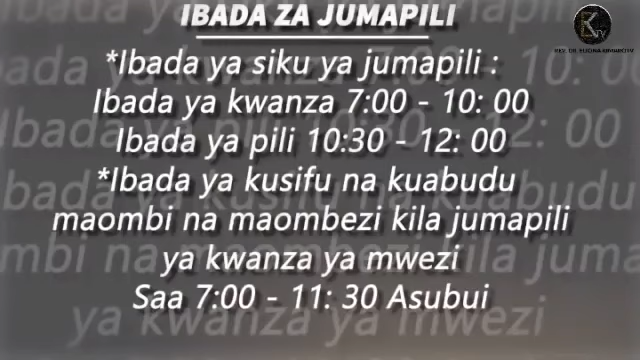 IBADA ZA JUMAPILI
*Ibada ya siku ya jumapili :
Ibada ya kwanza 7:00 - 10: 00
Ibada ya pili 10:30 - 12: 00
*Ibada ya kusifu na kuabudu
maombi na maombezi kila jumapili
ya kwanza ya mwezi
Saa 7:00 - 11: 30 Asubui